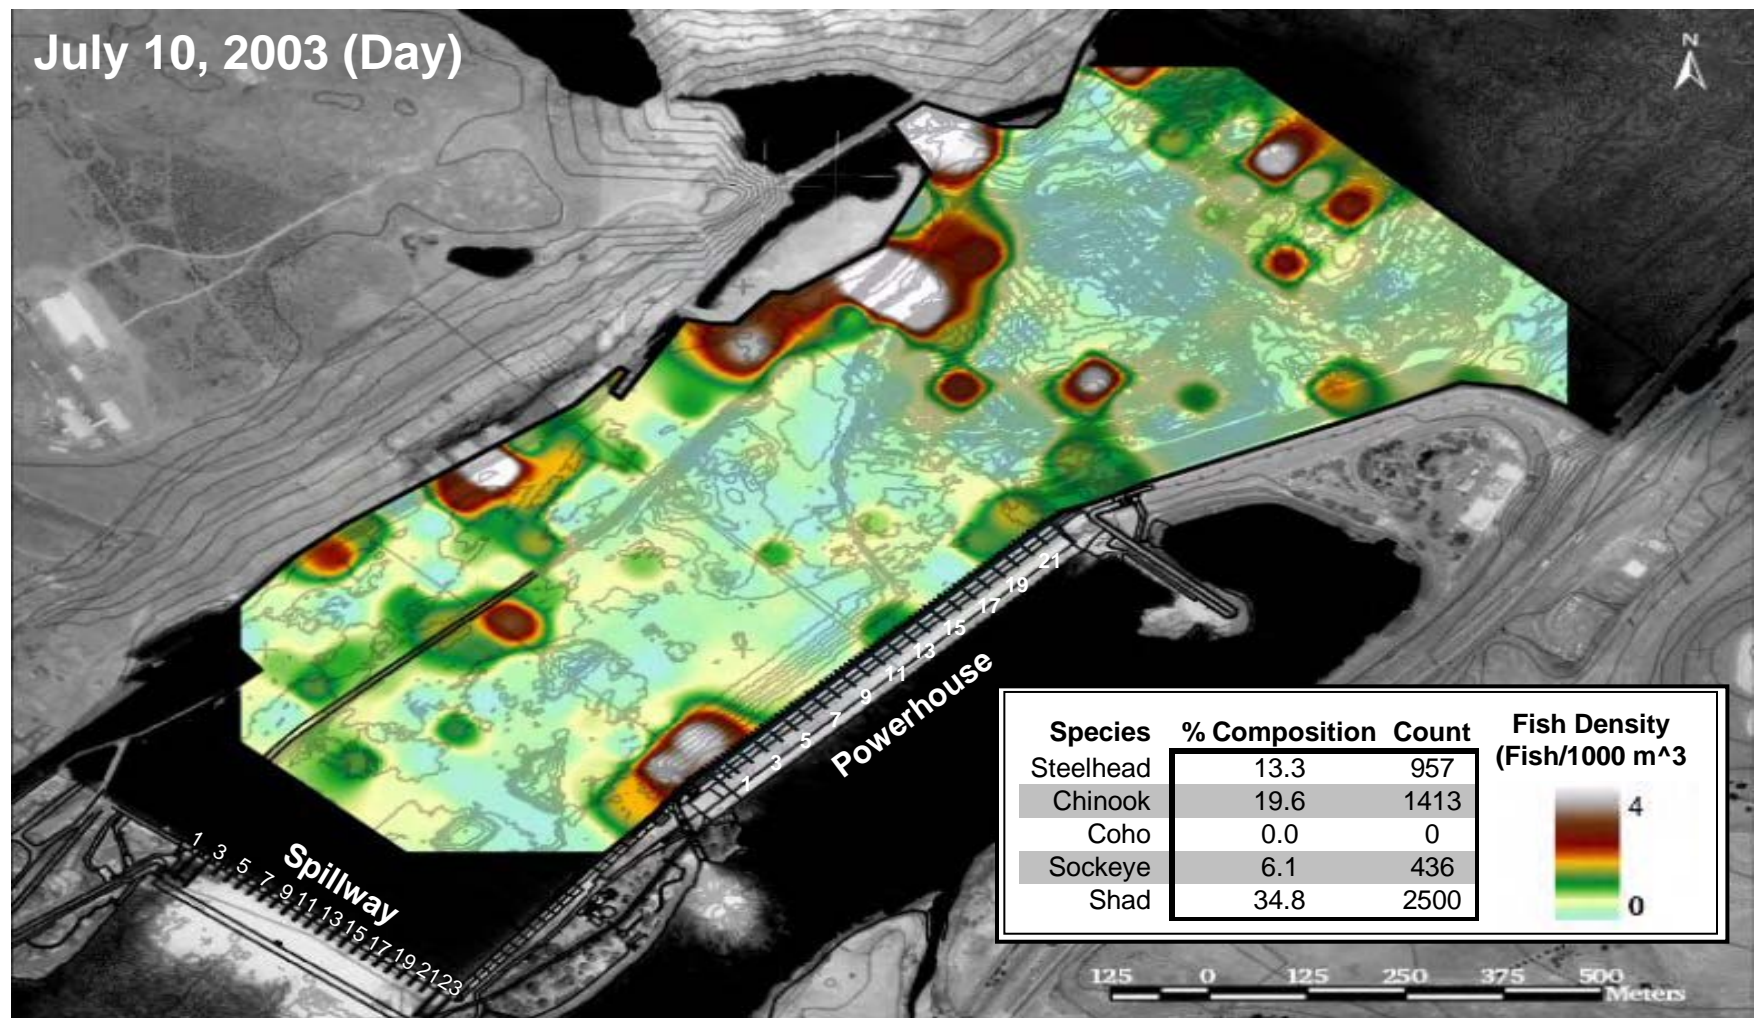 July 10, 2003 (Day)
N
21
19
17
15
13
11
9
7
5
3
1
Powerhouse
Spillway
1 3 5 7 9 11 13 15 17 19 21 23
Species % Composition Count
Steelhead 13.3 957
Chinook 19.6 1413
Coho 0.0 0
Sockeye 6.1 436
Shad 34.8 2500
Fish Density
(Fish/1000 m^3
4
0
125 0 125 250 375 500
Meters